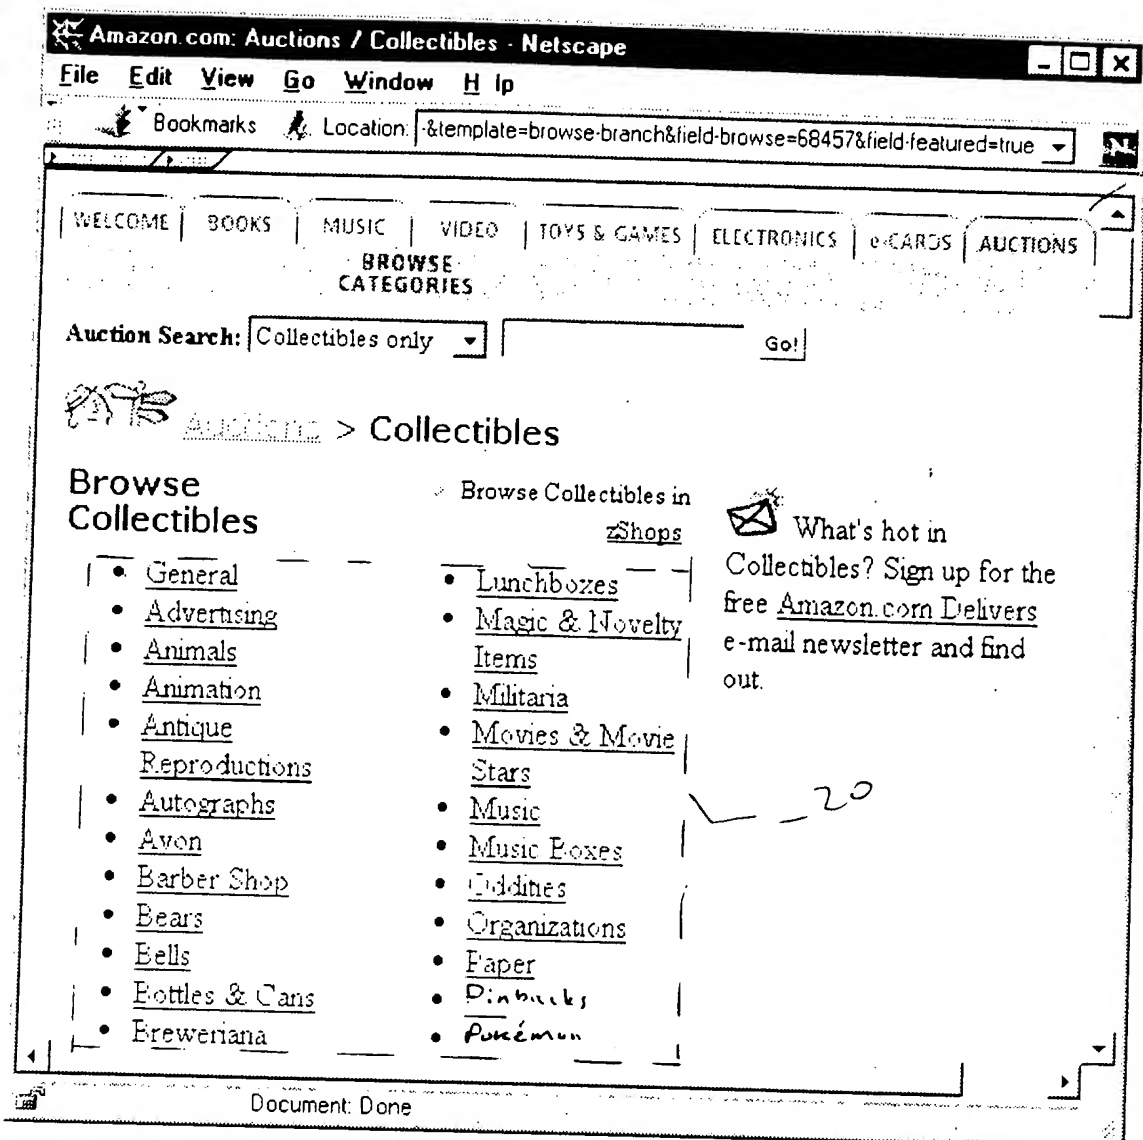 Amazon.com: Auctions / Collectibles - Netscape
File Edit View Go Window H lp
Bookmarks Location: -&template=browse-branch&field-browse=68457&field-featured=true
WELCOME BOOKS MUSIC VIDEO TOYS & GAMES ELECTRONICS e-CARDS AUCTIONS
BROWSE
CATEGORIES
Auction Search: Collectibles only Go!
Auctions > Collectibles
Browse
Collectibles
• General
• Advertising
• Animals
• Animation
• Antique
Reproductions
• Autographs
• Avon
• Barber Shop
• Bears
• Bells
• Bottles & Cans
• Breweriana
Browse Collectibles in
zShops
• Lunchboxes
• Magic & Novelty
Items
• Militaria
• Movies & Movie
Stars
• Music
• Music Boxes
• Oddities
• Organizations
• Paper
• Pinbacks
• Pokémon
What's hot in
Collectibles? Sign up for the
free Amazon.com Delivers
e-mail newsletter and find
out.
20
Document: Done